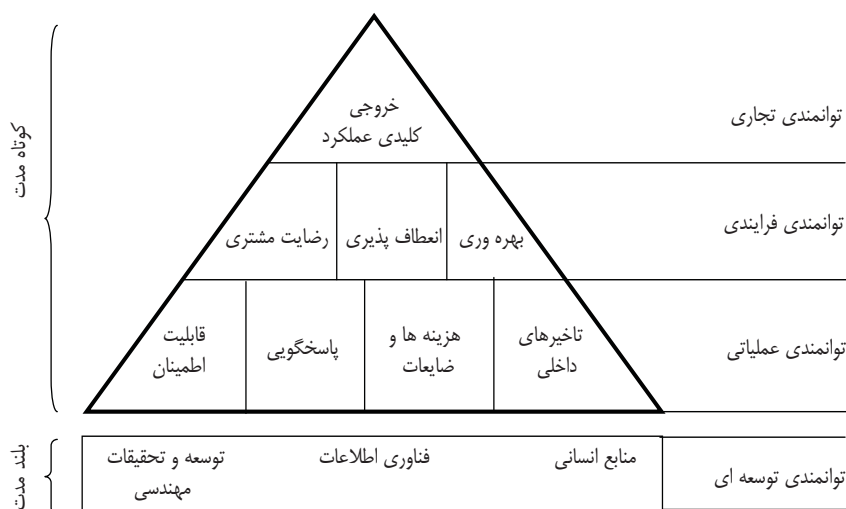 خروجی
کلیدی عملکرد
توانمندی تجاری
کوتاه مدت
بهره وری
انعطاف پذیری
رضایت مشتری
توانمندی فرایندی
تاخیرهای
داخلی
هزینه ها و
ضایعات
پاسخگویی
قابلیت
اطمینان
توانمندی عملیاتی
منابع انسانی
فناوری اطلاعات
توسعه و تحقیقات
مهندسی
توانمندی توسعه ای
بلند مدت